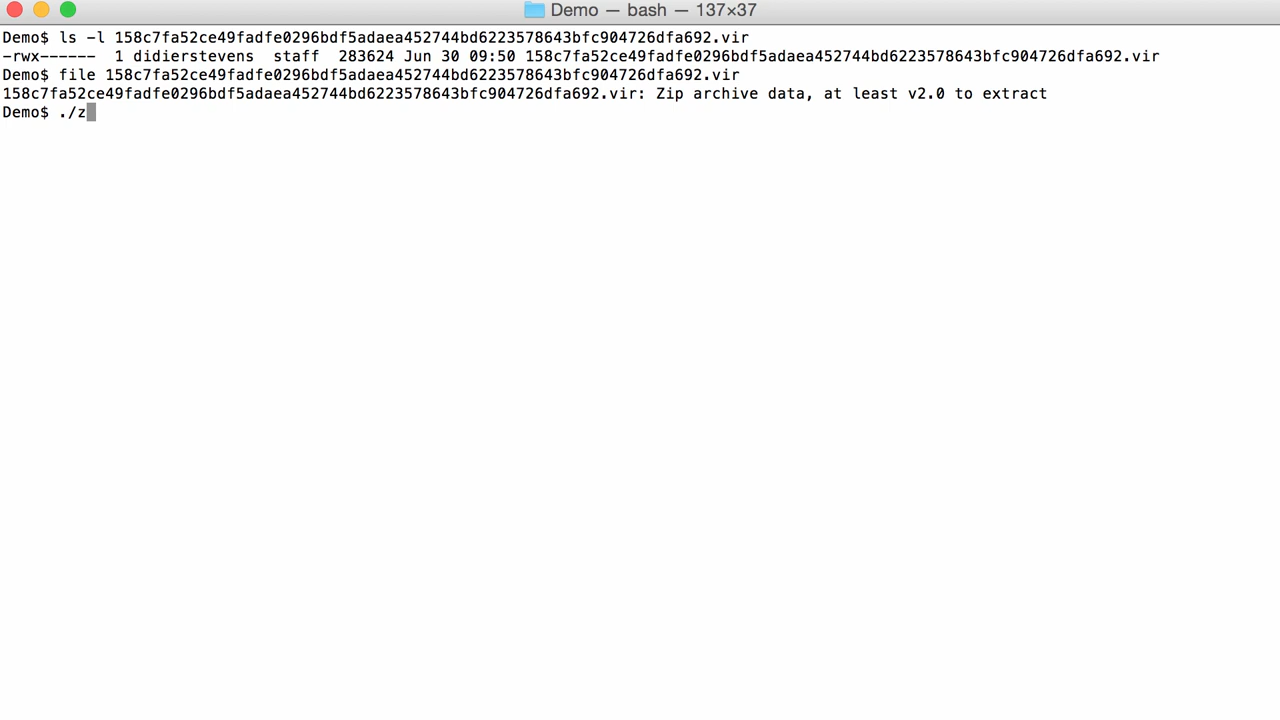 Demo — bash — 137×37
Demo$ ls -l 158c7fa52ce49fadfe0296bdf5adaea452744bd6223578643bfc904726dfa692.vir
-rwx------  1 didierstevens  staff  283624 Jun 30 09:50 158c7fa52ce49fadfe0296bdf5adaea452744bd6223578643bfc904726dfa692.vir
Demo$ file 158c7fa52ce49fadfe0296bdf5adaea452744bd6223578643bfc904726dfa692.vir
158c7fa52ce49fadfe0296bdf5adaea452744bd6223578643bfc904726dfa692.vir: Zip archive data, at least v2.0 to extract
Demo$ ./z